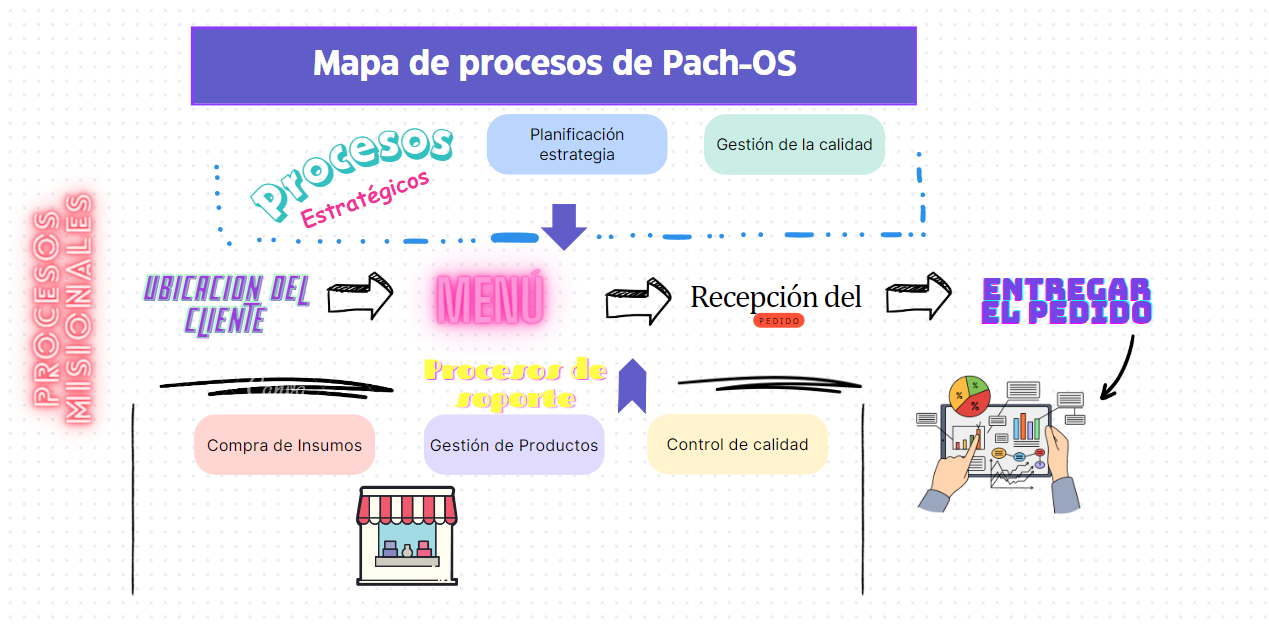 Mapa de procesos de Pach-OS
Procesos
Estratégicos
Planificación
estrategia
Gestión de la calidad
PROCESOS
MISIONALES
UBICACION DEL
CLIENTE
MENÚ
Recepción del
PEDIDO
ENTREGAR
EL PEDIDO
Canva
Procesos de
soporte
Compra de Insumos
Gestión de Productos
Control de calidad
%
%
%